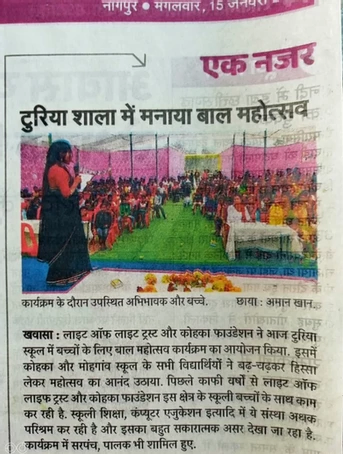 नागपुर • मंगलवार, 15 जनवरी
एक नजर
टुरिया शाला में मनाया बाल महोत्सव
कार्यक्रम के दौरान उपस्थित अभिभावक और बच्चे. छाया : अमान खान.
खवासा : लाइट ऑफ लाइट ट्रस्ट और कोहका फाउंडेशन ने आज टुरिया
स्कूल में बच्चों के लिए बाल महोत्सव कार्यक्रम का आयोजन किया. इसमें
कोहका और मोहगांव स्कूल के सभी विद्यार्थियों ने बढ़-चढ़कर हिस्सा
लेकर महोत्सव का आनंद उठाया. पिछले काफी वर्षो से लाइट ऑफ
लाइफ ट्रस्ट और कोहका फाउंडेशन इस क्षेत्र के स्कूली बच्चों के साथ काम
कर रही है. स्कूली शिक्षा, कंप्यूटर एजुकेशन इत्यादि में ये संस्था अथक
परिश्रम कर रही है और इसका बहुत सकारात्मक असर देखा जा रहा है.
कार्यक्रम में सरपंच, पालक भी शामिल हुए.